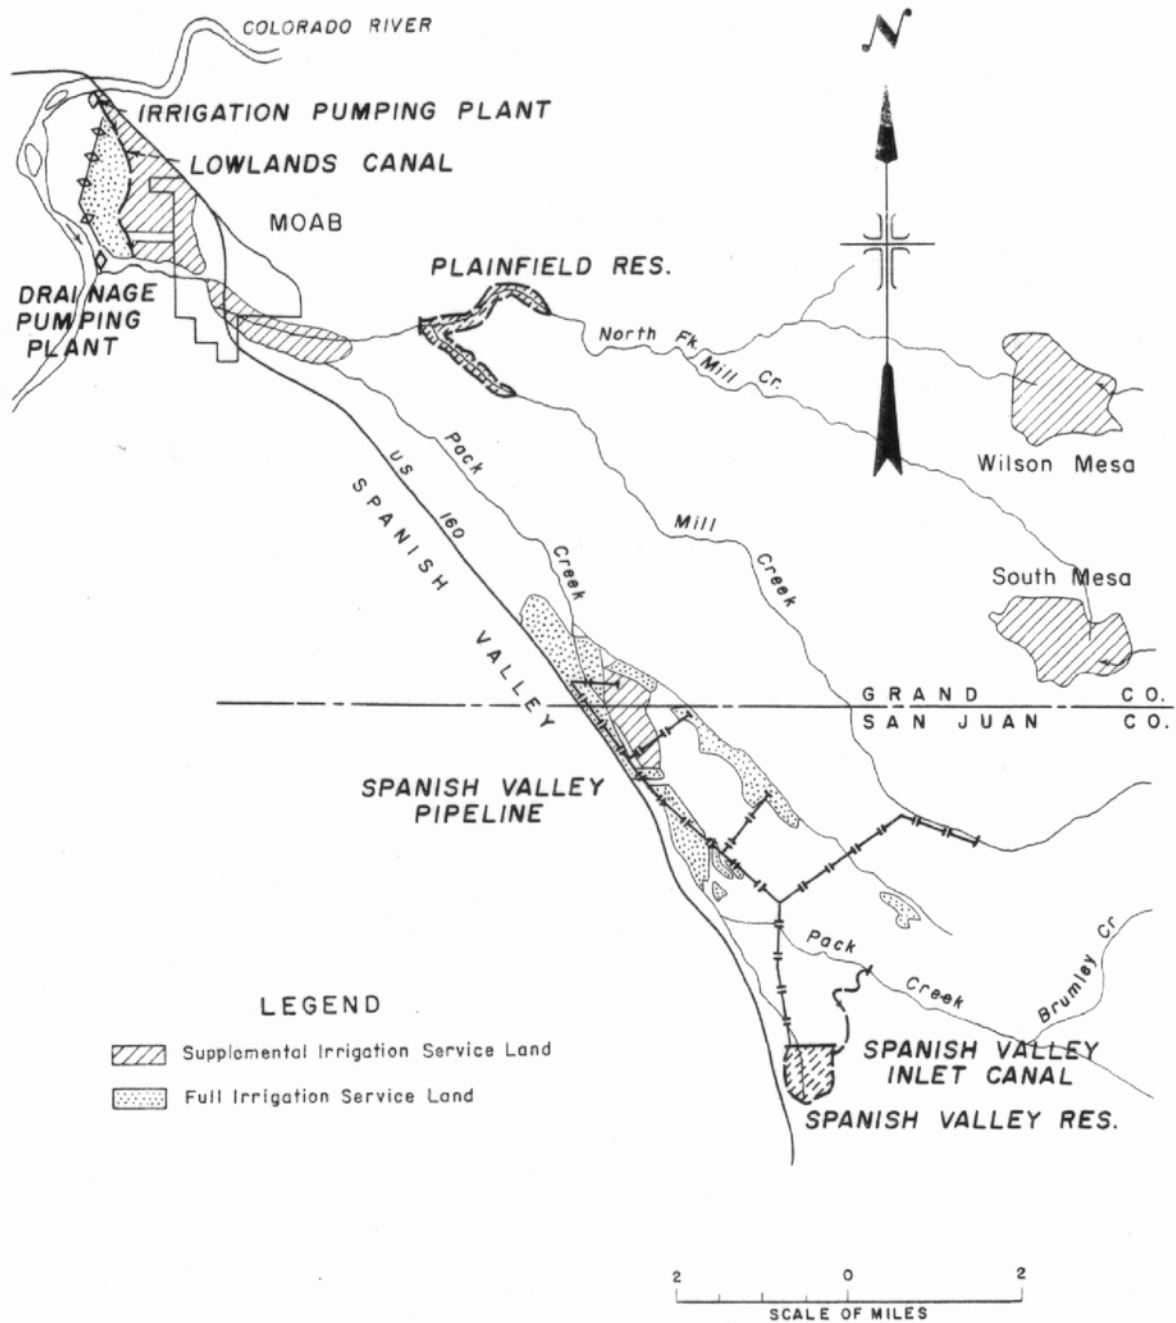 N
COLORADO RIVER
IRRIGATION PUMPING PLANT
LOWLANDS CANAL
MOAB
PLAINFIELD RES.
DRAINAGE
PUMPING
PLANT
North Fk. Mill Cr.
Wilson Mesa
Pack Creek
US 160
SPANISH VALLEY
Mill Creek
South Mesa
GRAND CO.
SAN JUAN CO.
SPANISH VALLEY
PIPELINE
Pack Creek
Brumley Cr
LEGEND
Supplemental Irrigation Service Land
Full Irrigation Service Land
SPANISH VALLEY
INLET CANAL
SPANISH VALLEY RES.
2 0 2
SCALE OF MILES